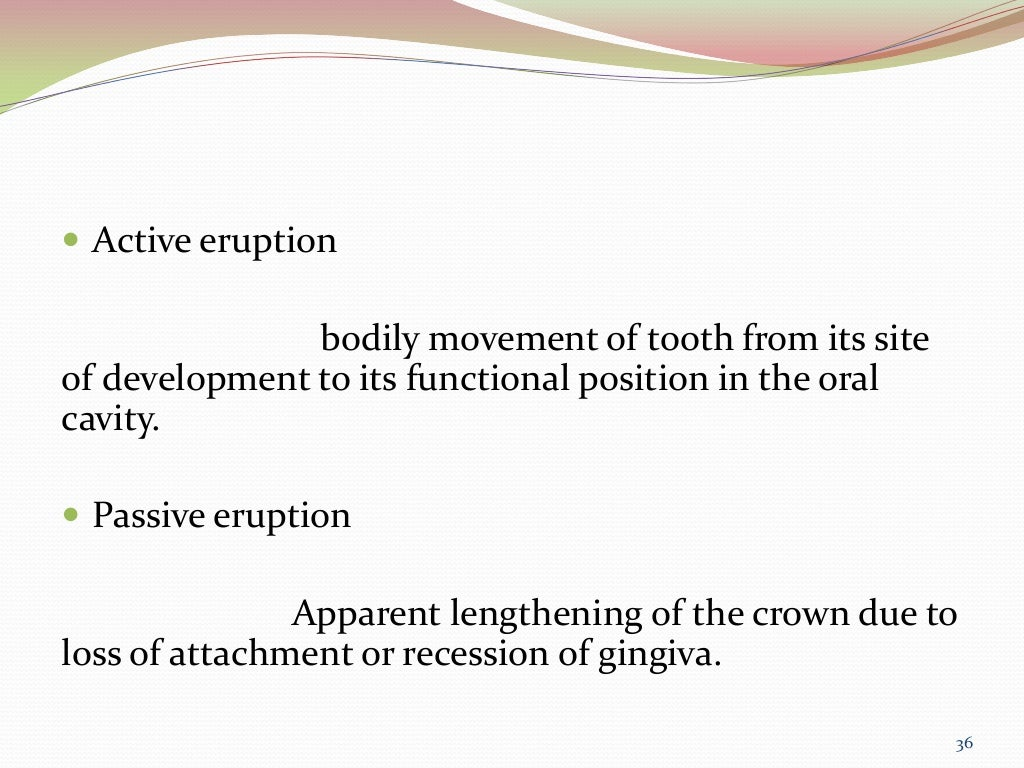 Active eruption
bodily movement of tooth from its site
of development to its functional position in the oral
cavity.
Passive eruption
Apparent lengthening of the crown due to
loss of attachment or recession of gingiva.
36